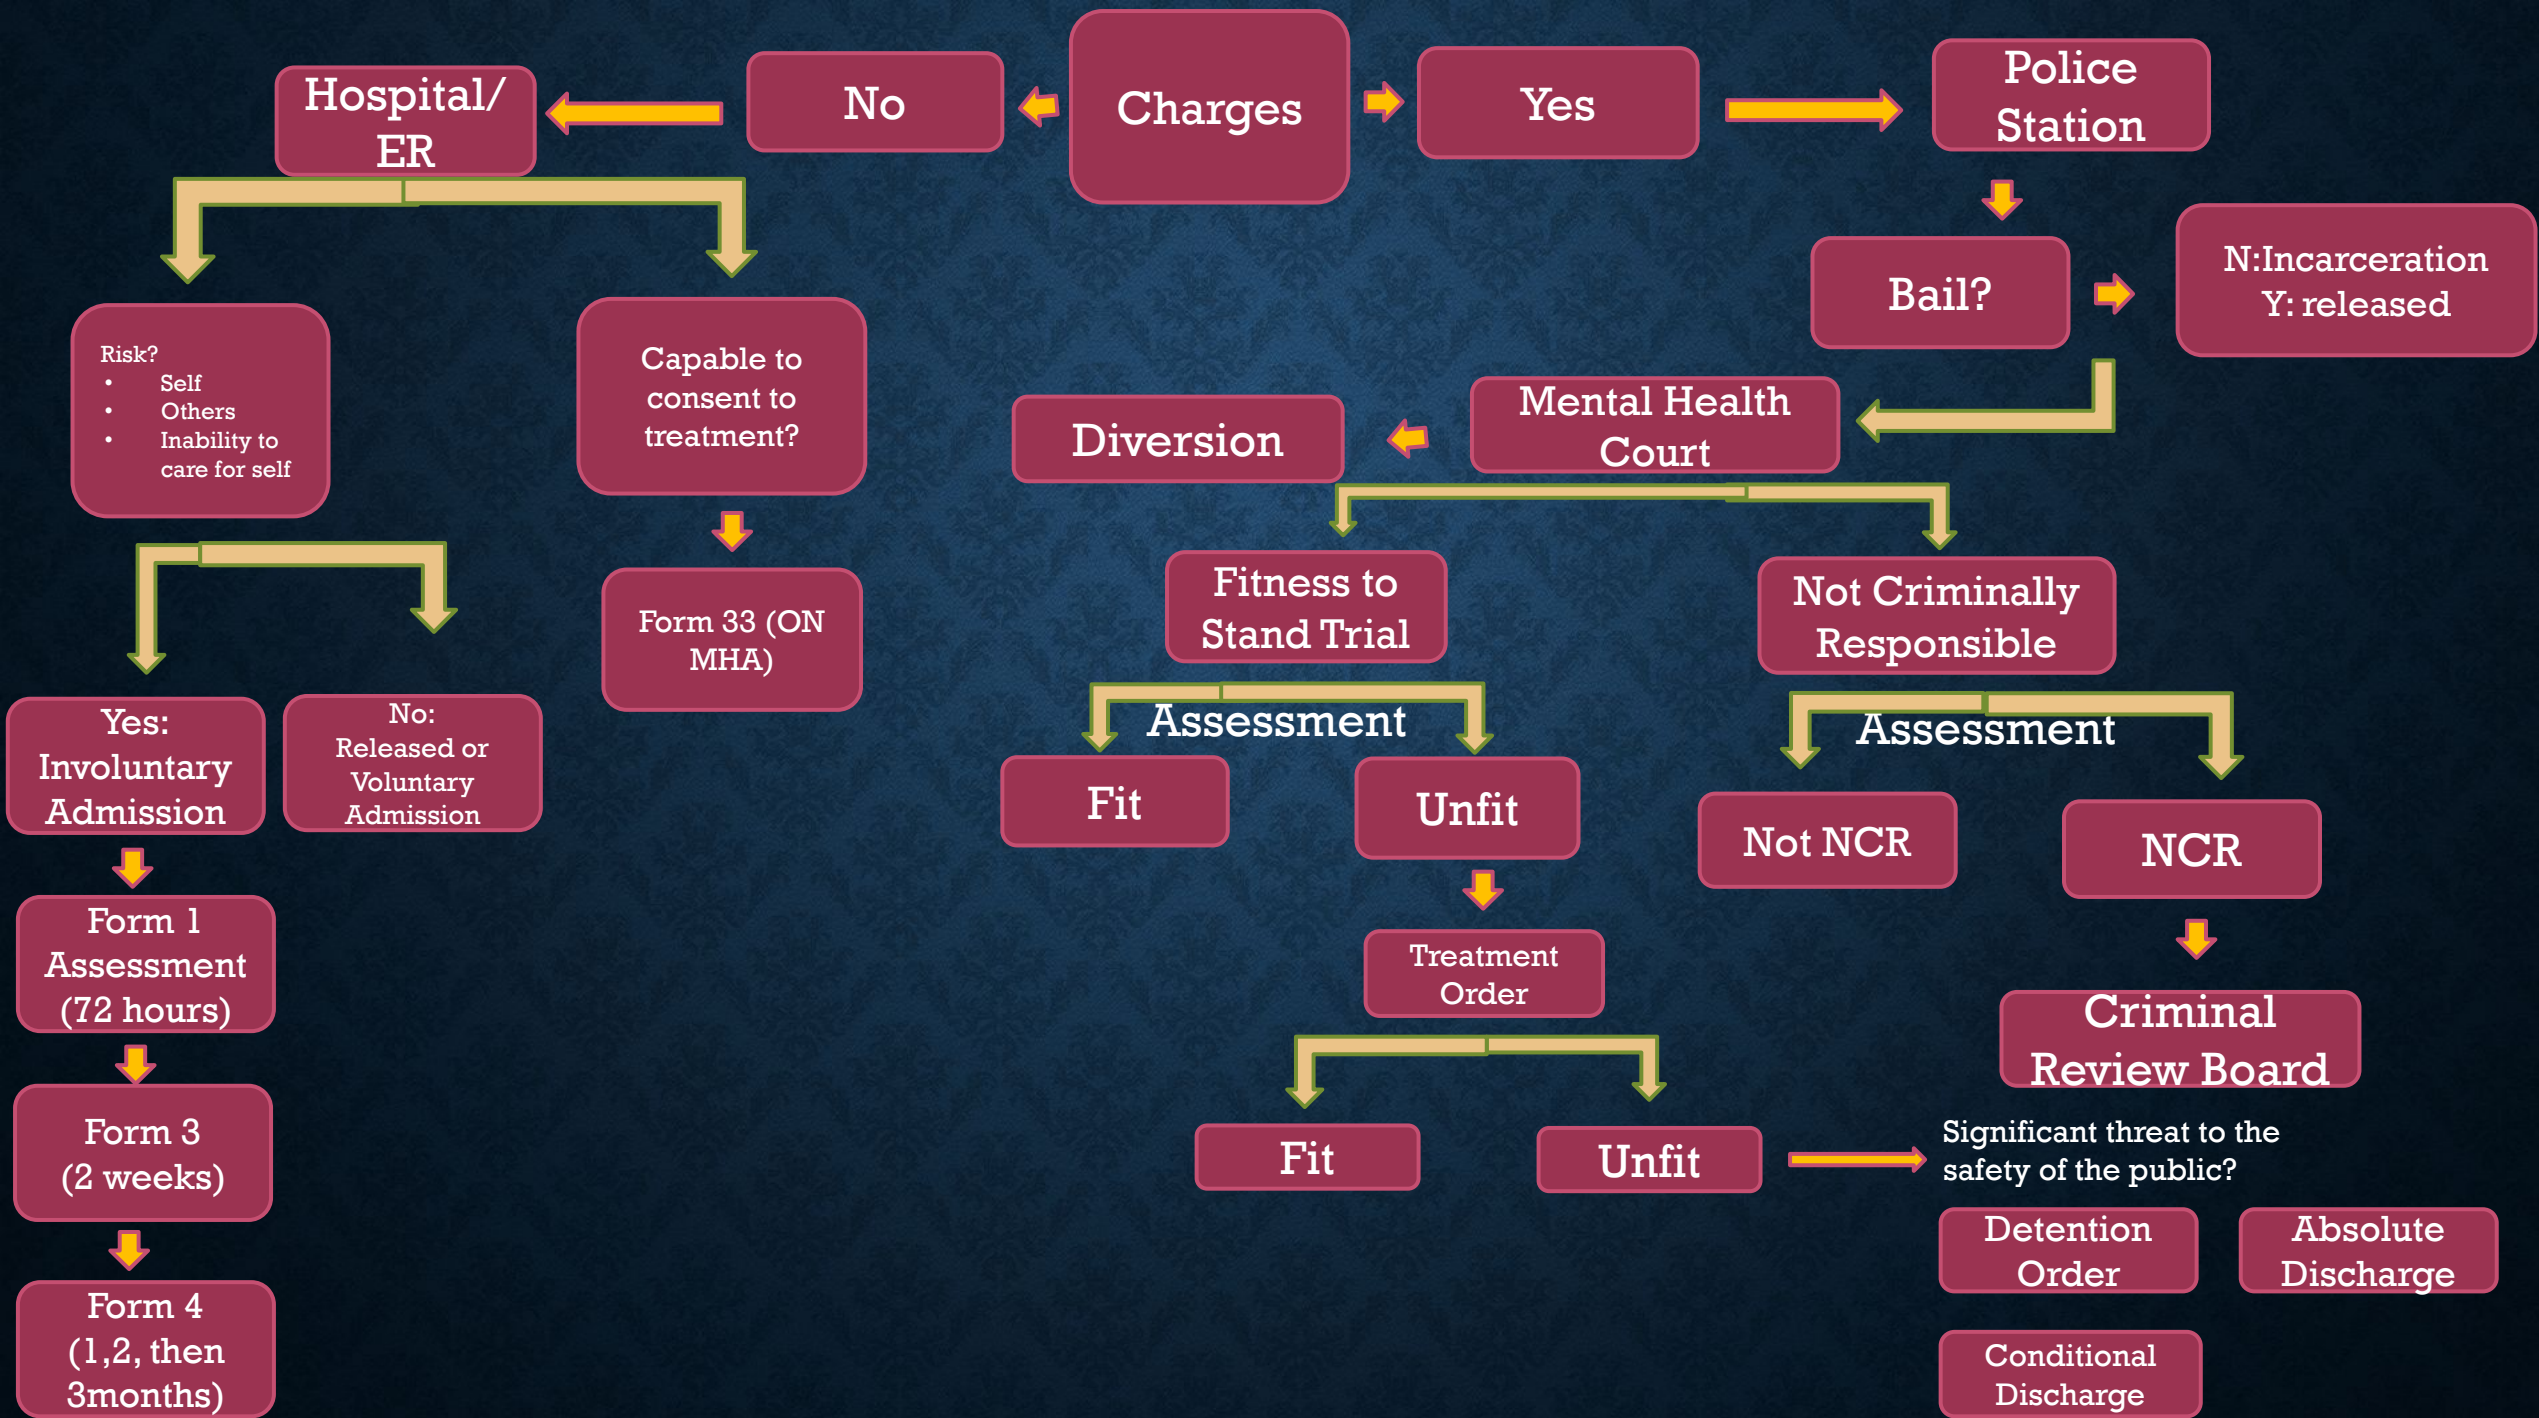 Hospital/
ER
No
Charges
Yes
Police
Station
Bail?
N:Incarceration
Y: released
Risk?
• Self
• Others
• Inability to
care for self
Capable to
consent to
treatment?
Diversion
Mental Health
Court
Form 33 (ON
MHA)
Fitness to
Stand Trial
Not Criminally
Responsible
Yes:
Involuntary
Admission
No:
Released or
Voluntary
Admission
Assessment
Assessment
Fit
Unfit
Not NCR
NCR
Form 1
Assessment
(72 hours)
Treatment
Order
Criminal
Review Board
Form 3
(2 weeks)
Fit
Unfit
Significant threat to the
safety of the public?
Detention
Order
Absolute
Discharge
Form 4
(1,2, then
3months)
Conditional
Discharge